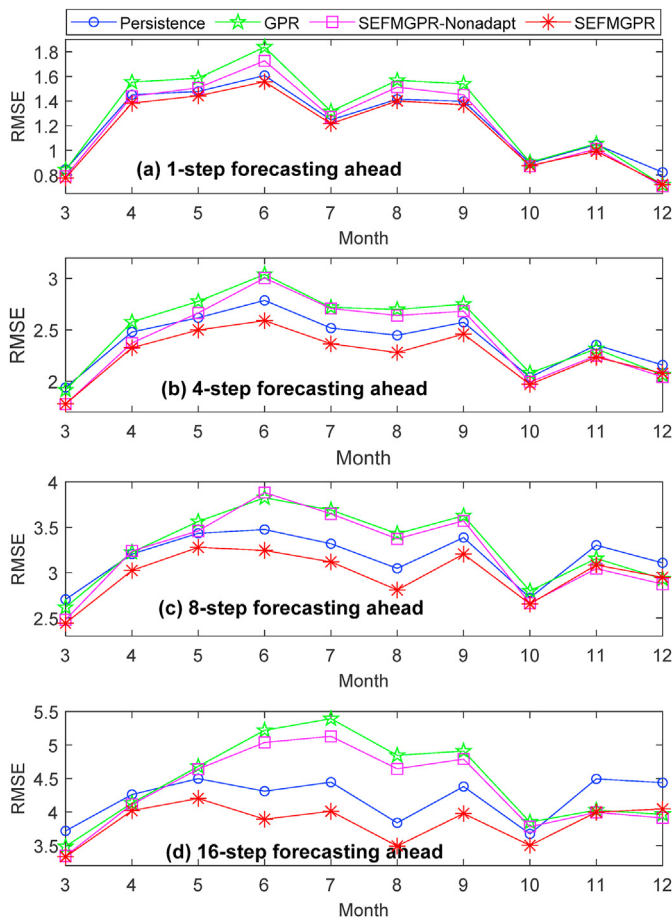 Persistence GPR SEFMGPR-Nonadapt SEFMGPR
1.8
1.6
1.4
1.2
1
0.8
RMSE
(a) 1-step forecasting ahead
3 4 5 6 7 8 9 10 11 12
Month
3
2.5
2
RMSE
(b) 4-step forecasting ahead
3 4 5 6 7 8 9 10 11 12
Month
4
3.5
3
2.5
RMSE
(c) 8-step forecasting ahead
3 4 5 6 7 8 9 10 11 12
Month
5.5
5
4.5
4
3.5
RMSE
(d) 16-step forecasting ahead
3 4 5 6 7 8 9 10 11 12
Month